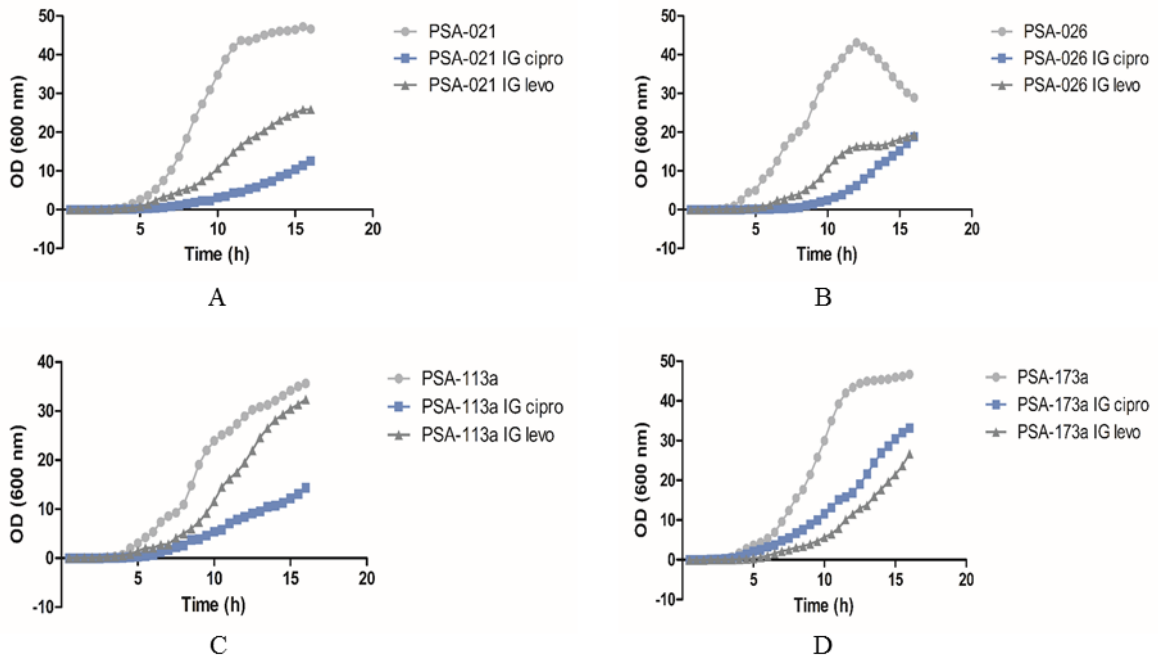 50
40
30
20
10
0
-10
OD (600 nm)
5
10
15
20
Time (h)
PSA-021
PSA-021 IG cipro
PSA-021 IG levo
A
50
40
30
20
10
0
-10
OD (600 nm)
5
10
15
20
Time (h)
PSA-026
PSA-026 IG cipro
PSA-026 IG levo
B
40
30
20
10
0
-10
OD (600 nm)
5
10
15
20
Time (h)
PSA-113a
PSA-113a IG cipro
PSA-113a IG levo
C
50
40
30
20
10
0
-10
OD (600 nm)
5
10
15
20
Time (h)
PSA-173a
PSA-173a IG cipro
PSA-173a IG levo
D